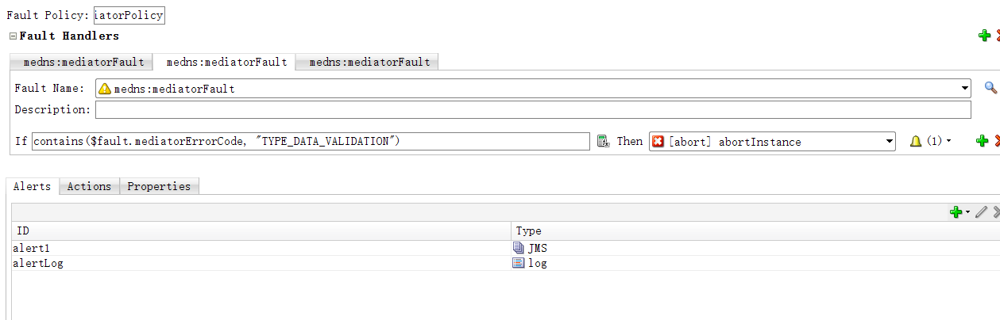 Fault Policy: iatorPolicy
Fault Handlers
medns:mediatorFault medns:mediatorFault medns:mediatorFault
Fault Name: medns:mediatorFault
Description:
If contains($fault.mediatorErrorCode, "TYPE_DATA_VALIDATION") Then [abort] abortInstance (1)
Alerts Actions Properties
ID Type
alert1 JMS
alertLog log